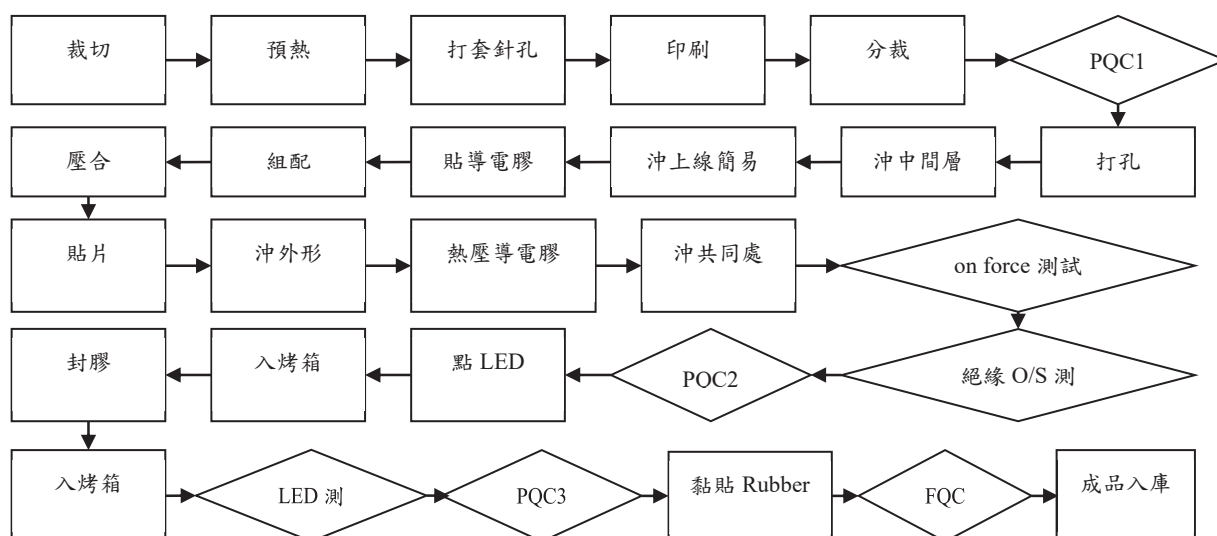 裁切
預熱
打套針孔
印刷
分裁
PQC1
打孔
沖中間層
沖上線簡易
貼導電膠
組配
壓合
貼片
沖外形
熱壓導電膠
沖共同處
on force 測試
絕緣 O/S 測
PQC2
點 LED
入烤箱
封膠
入烤箱
LED 測
PQC3
黏貼 Rubber
FQC
成品入庫